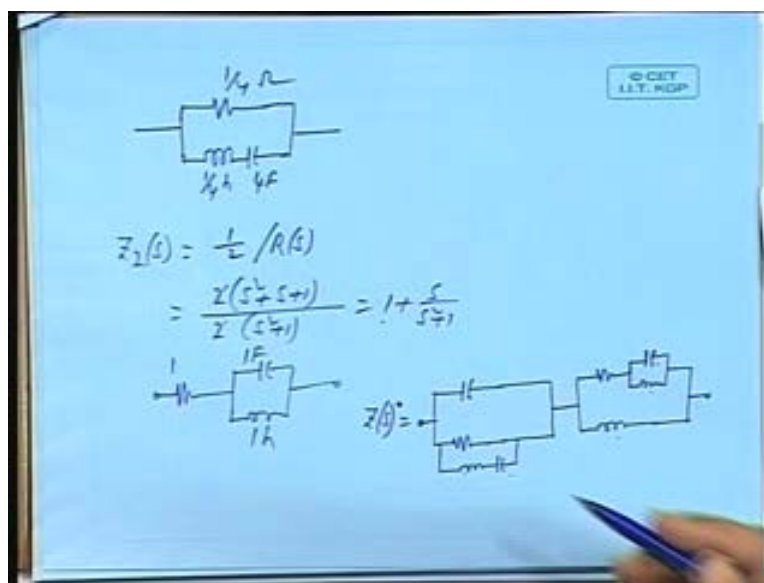 © CET
I.I.T. KGP
1/4 Ω
1/4 h 4F
Z₂(s) = 1/2 / R(s)
= 2(s²+s+1) / 2(s²+1) = 1 + s/(s²+1)
1 1F
1h
Z(s) =